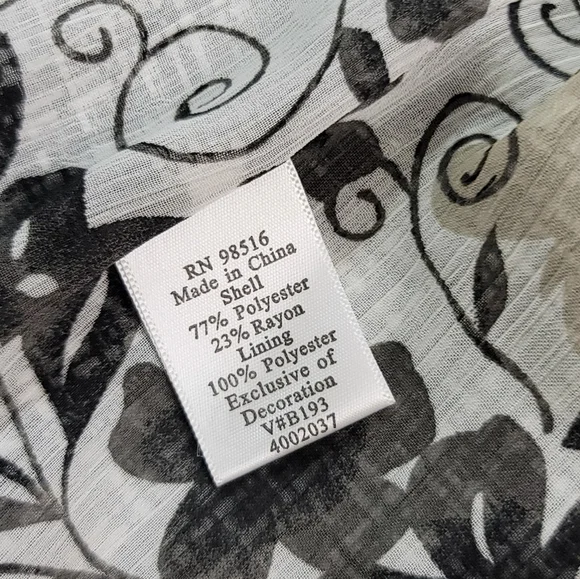 RN 98516
Made in China
Shell
77% Polyester
23% Rayon
Lining
100% Polyester
Exclusive of
Decoration
V#B193
4002037